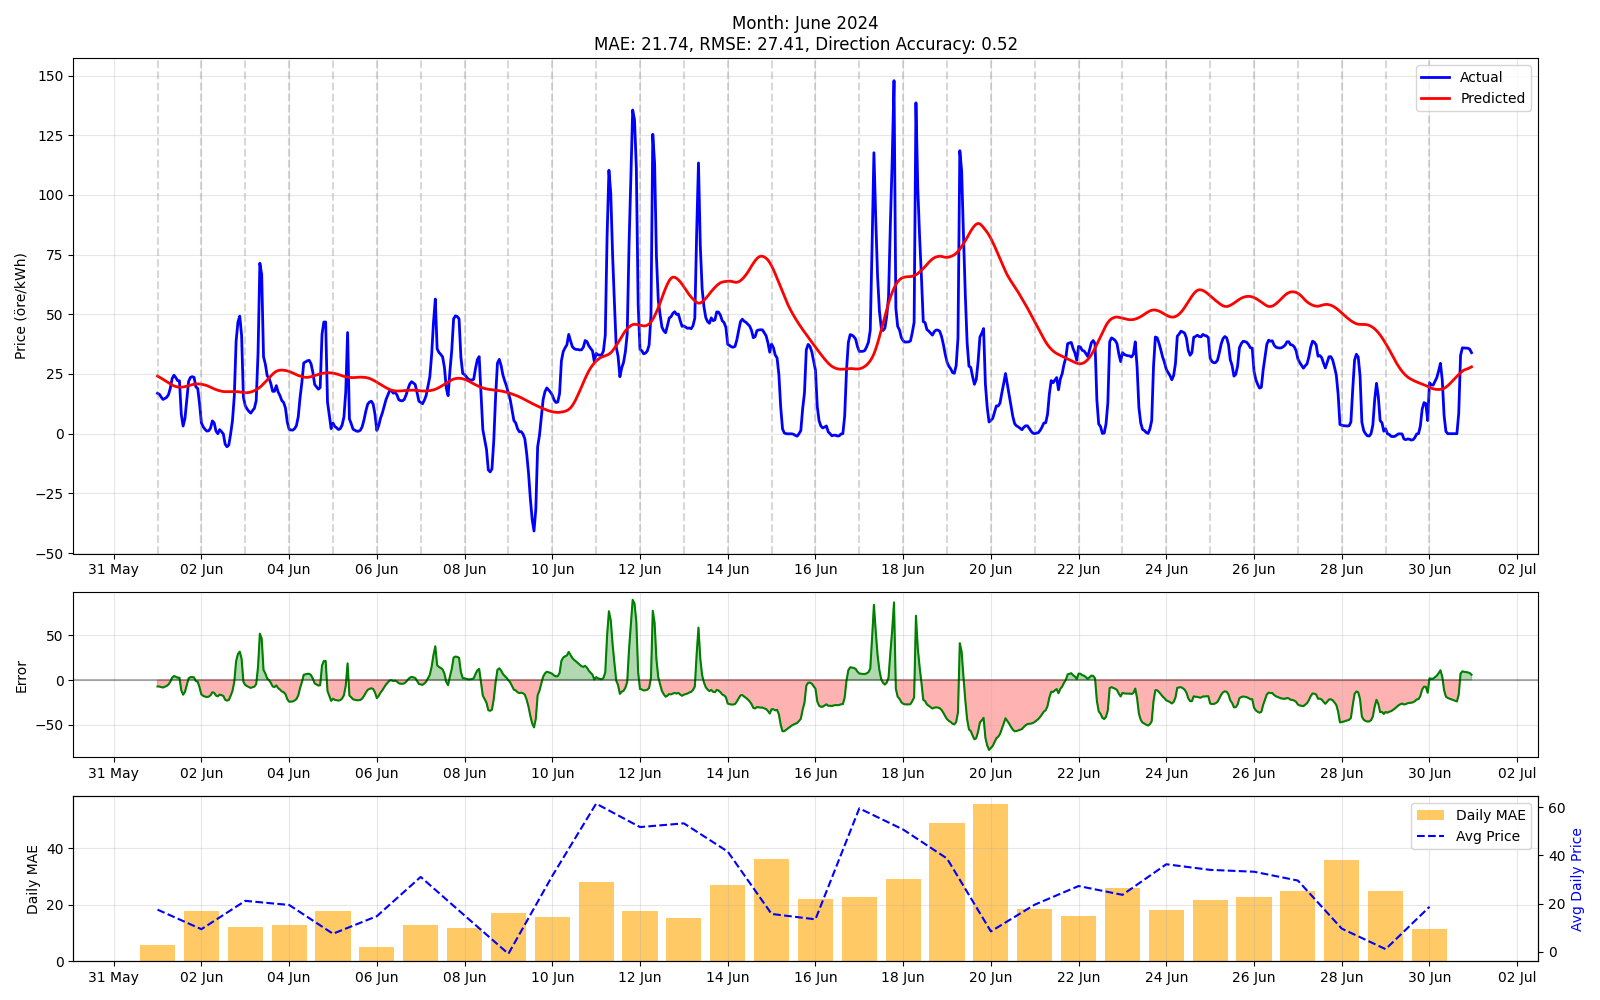 Month: June 2024
MAE: 21.74, RMSE: 27.41, Direction Accuracy: 0.52
Price (öre/kWh)
150
125
100
75
50
25
0
−25
−50
Actual
Predicted
31 May 02 Jun 04 Jun 06 Jun 08 Jun 10 Jun 12 Jun 14 Jun 16 Jun 18 Jun 20 Jun 22 Jun 24 Jun 26 Jun 28 Jun 30 Jun 02 Jul
Error
50
0
−50
31 May 02 Jun 04 Jun 06 Jun 08 Jun 10 Jun 12 Jun 14 Jun 16 Jun 18 Jun 20 Jun 22 Jun 24 Jun 26 Jun 28 Jun 30 Jun 02 Jul
Daily MAE
40
20
0
Daily MAE
Avg Price
60
40
20
0
Avg Daily Price
31 May 02 Jun 04 Jun 06 Jun 08 Jun 10 Jun 12 Jun 14 Jun 16 Jun 18 Jun 20 Jun 22 Jun 24 Jun 26 Jun 28 Jun 30 Jun 02 Jul